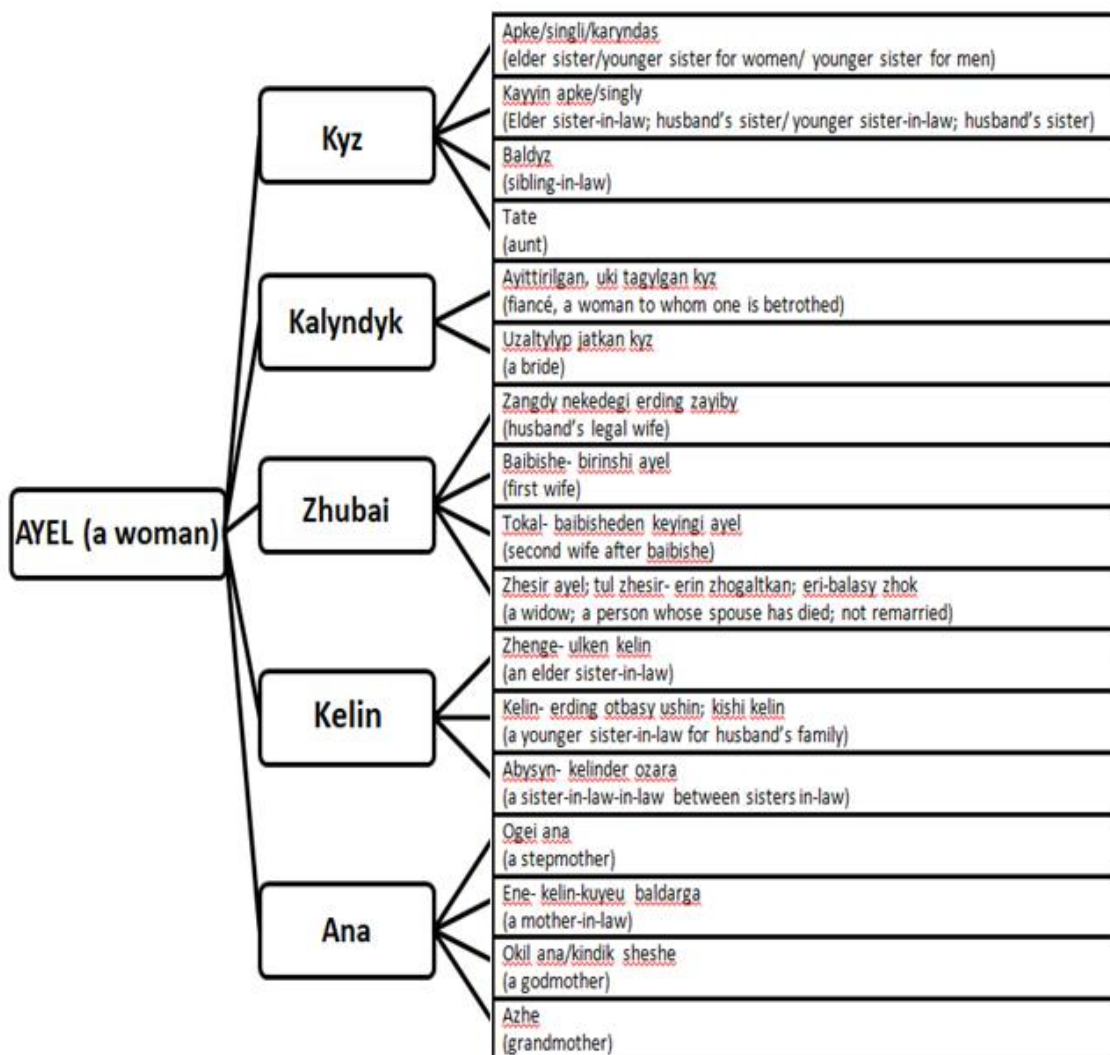 AYEL (a woman)
Kyz
Apke/singli/karyndas
(elder sister/younger sister for women/ younger sister for men)
Kayyin apke/singly
(Elder sister-in-law; husband's sister/ younger sister-in-law; husband's sister)
Baldyz
(sibling-in-law)
Tate
(aunt)
Kalyndyk
Ayittirilgan, uki tagylgan kyz
(fiancé, a woman to whom one is betrothed)
Uzaltylyp jatkan kyz
(a bride)
Zhubai
Zangdy nekedegi erding zayiby
(husband's legal wife)
Baibishe- birinshi ayel
(first wife)
Tokal- baibisheden keyingi ayel
(second wife after baibishe)
Zhesir ayel; tul zhesir- erin zhogaltkan; eri-balasy zhok
(a widow; a person whose spouse has died; not remarried)
Kelin
Zhenge- ulken kelin
(an elder sister-in-law)
Kelin- erding otbasy ushin; kishi kelin
(a younger sister-in-law for husband's family)
Abysyn- kelinder ozara
(a sister-in-law-in-law between sisters in-law)
Ana
Ogei ana
(a stepmother)
Ene- kelin-kuyeu baldarga
(a mother-in-law)
Okil ana/kindik sheshe
(a godmother)
Azhe
(grandmother)